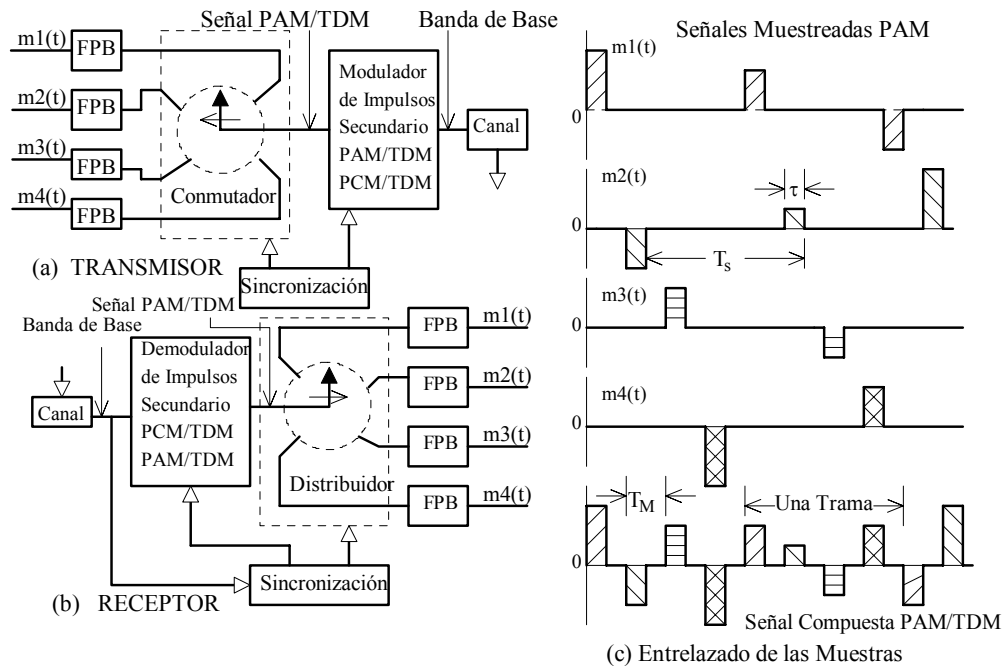 Señal PAM/TDM
Banda de Base
m1(t)
FPB
m2(t)
FPB
m3(t)
FPB
m4(t)
FPB
Conmutador
Modulador
de Impulsos
Secundario
PAM/TDM
PCM/TDM
Canal
Sincronización
(a) TRANSMISOR
Señal PAM/TDM
Banda de Base
Canal
Demodulador
de Impulsos
Secundario
PCM/TDM
PAM/TDM
Distribuidor
FPB
m1(t)
FPB
m2(t)
FPB
m3(t)
FPB
m4(t)
Sincronización
(b) RECEPTOR
Señales Muestreadas PAM
m1(t)
0
m2(t)
τ
0
Ts
m3(t)
0
m4(t)
0
TM
Una Trama
0
Señal Compuesta PAM/TDM
(c) Entrelazado de las Muestras